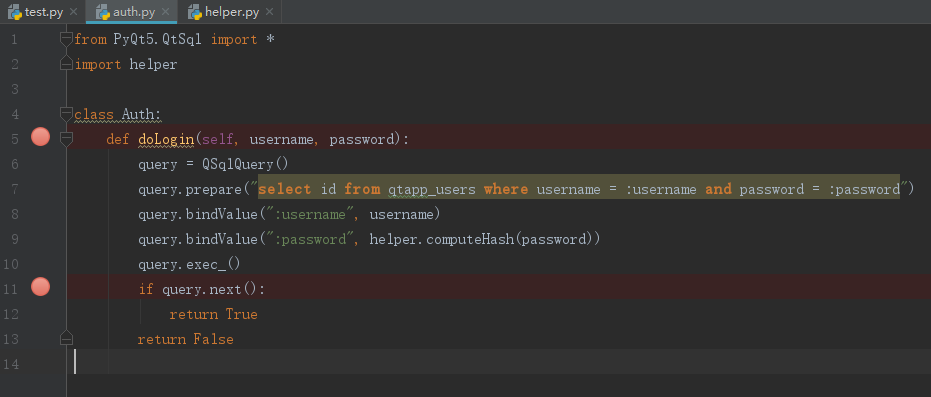 test.py auth.py helper.py
1 from PyQt5.QtSql import *
2 import helper
3
4 class Auth:
5     def doLogin(self, username, password):
6         query = QSqlQuery()
7         query.prepare("select id from qtapp_users where username = :username and password = :password")
8         query.bindValue(":username", username)
9         query.bindValue(":password", helper.computeHash(password))
10         query.exec_()
11         if query.next():
12             return True
13         return False
14